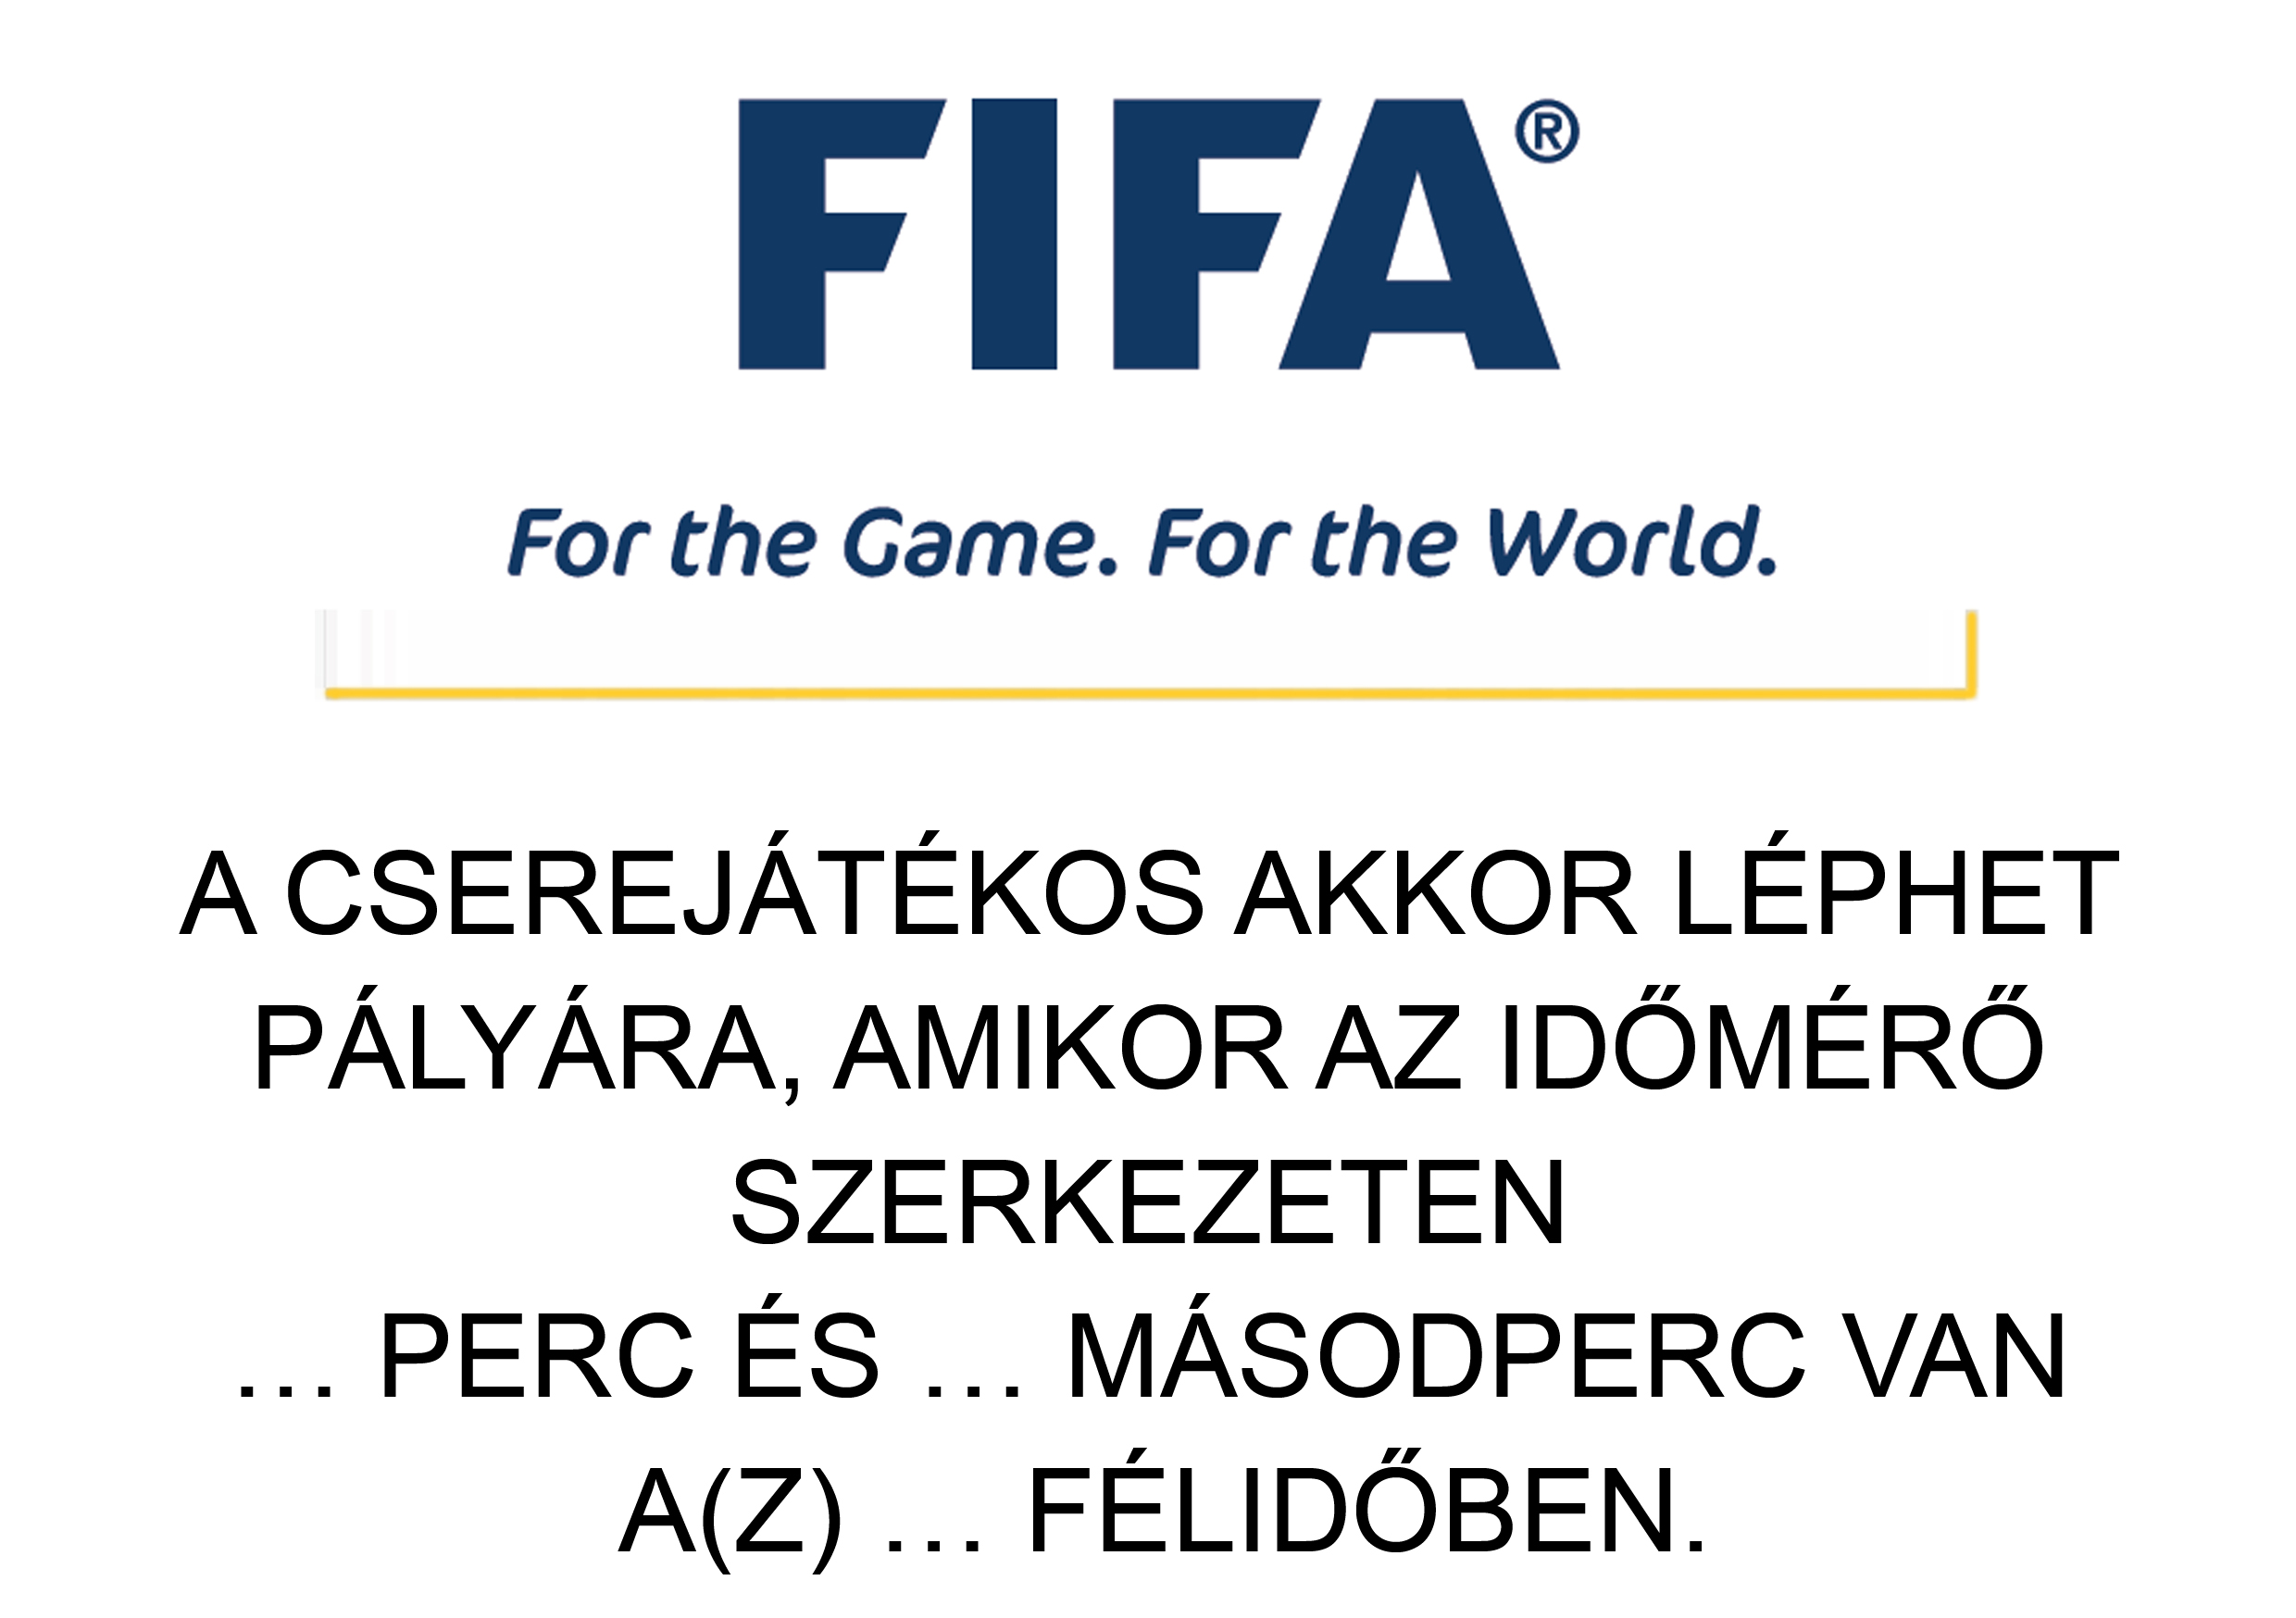 FIFA®
For the Game. For the World.
A CSEREJÁTÉKOS AKKOR LÉPHET
PÁLYÁRA, AMIKOR AZ IDŐMÉRŐ
SZERKEZETEN
… PERC ÉS … MÁSODPERC VAN
A(Z) … FÉLIDŐBEN.